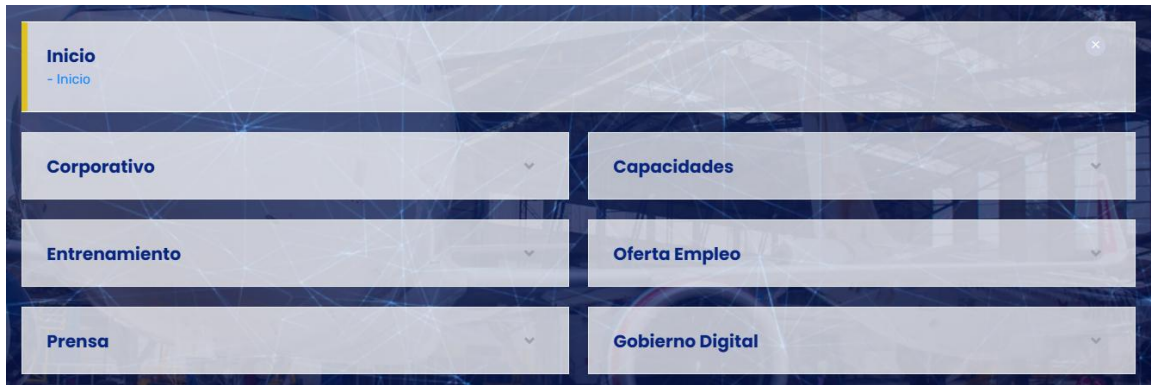 Inicio
- Inicio
Corporativo
Capacidades
Entrenamiento
Oferta Empleo
Prensa
Gobierno Digital